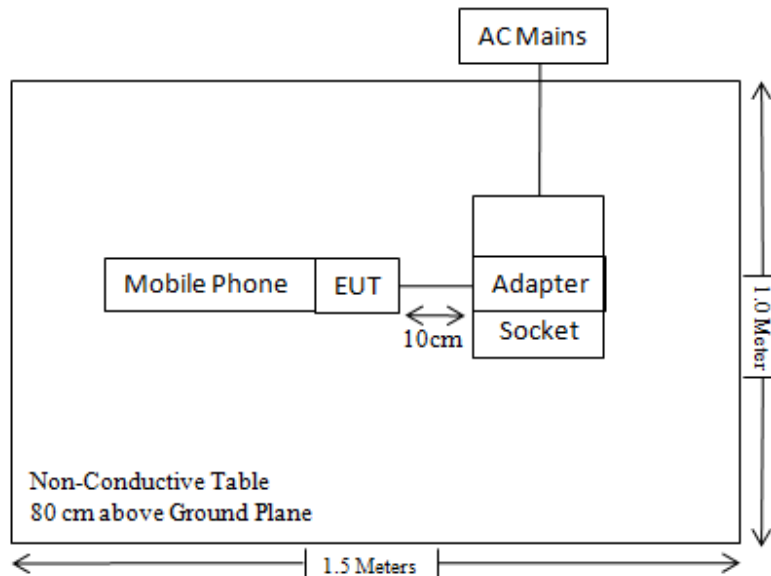 AC Mains
Mobile Phone
EUT
Adapter
10cm
Socket
1.0 Meter
Non-Conductive Table
80 cm above Ground Plane
1.5 Meters